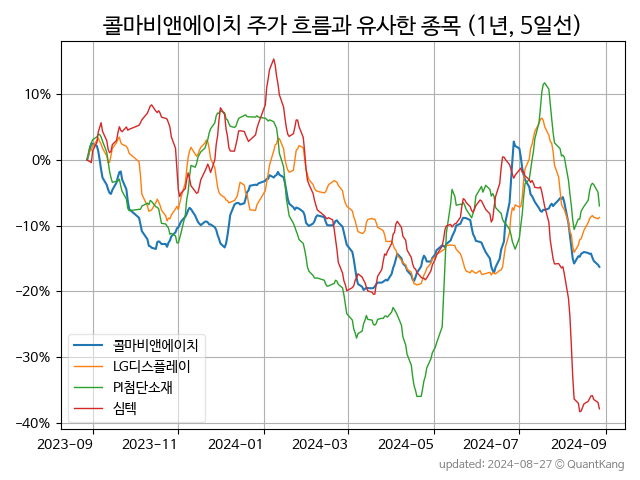 콜마비앤에이치 주가 흐름과 유사한 종목 (1년, 5일선)
10%
0%
−10%
−20%
−30%
−40%
콜마비앤에이치
LG디스플레이
PI첨단소재
심텍
2023-09 2023-11 2024-01 2024-03 2024-05 2024-07 2024-09
updated: 2024-08-27 © QuantKang